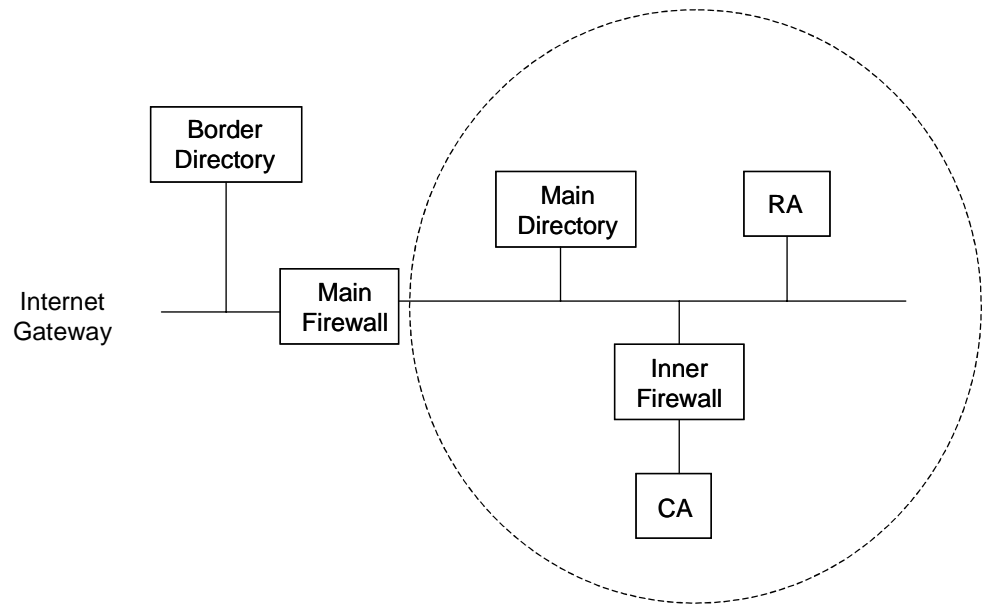 Border
Directory
Main
Directory
RA
Internet
Gateway
Main
Firewall
Inner
Firewall
CA